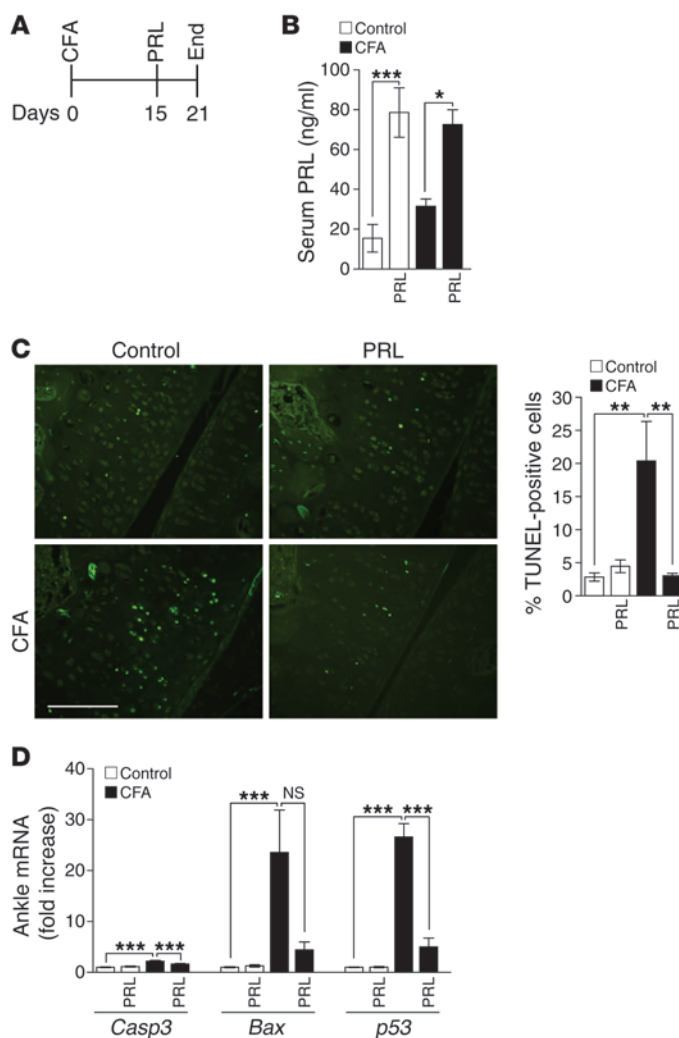 A
CFA
PRL
End
Days 0 15 21
B
Control
CFA
Serum PRL (ng/ml)
100
80
60
40
20
0
***
*
PRL
PRL
C
Control
PRL
CFA
Control
CFA
% TUNEL-positive cells
30
25
20
15
10
5
0
**
**
PRL
PRL
D
Control
CFA
Ankle mRNA
(fold increase)
40
30
20
10
0
***
***
***
NS
***
***
PRL
PRL
PRL
PRL
PRL
PRL
Casp3
Bax
p53